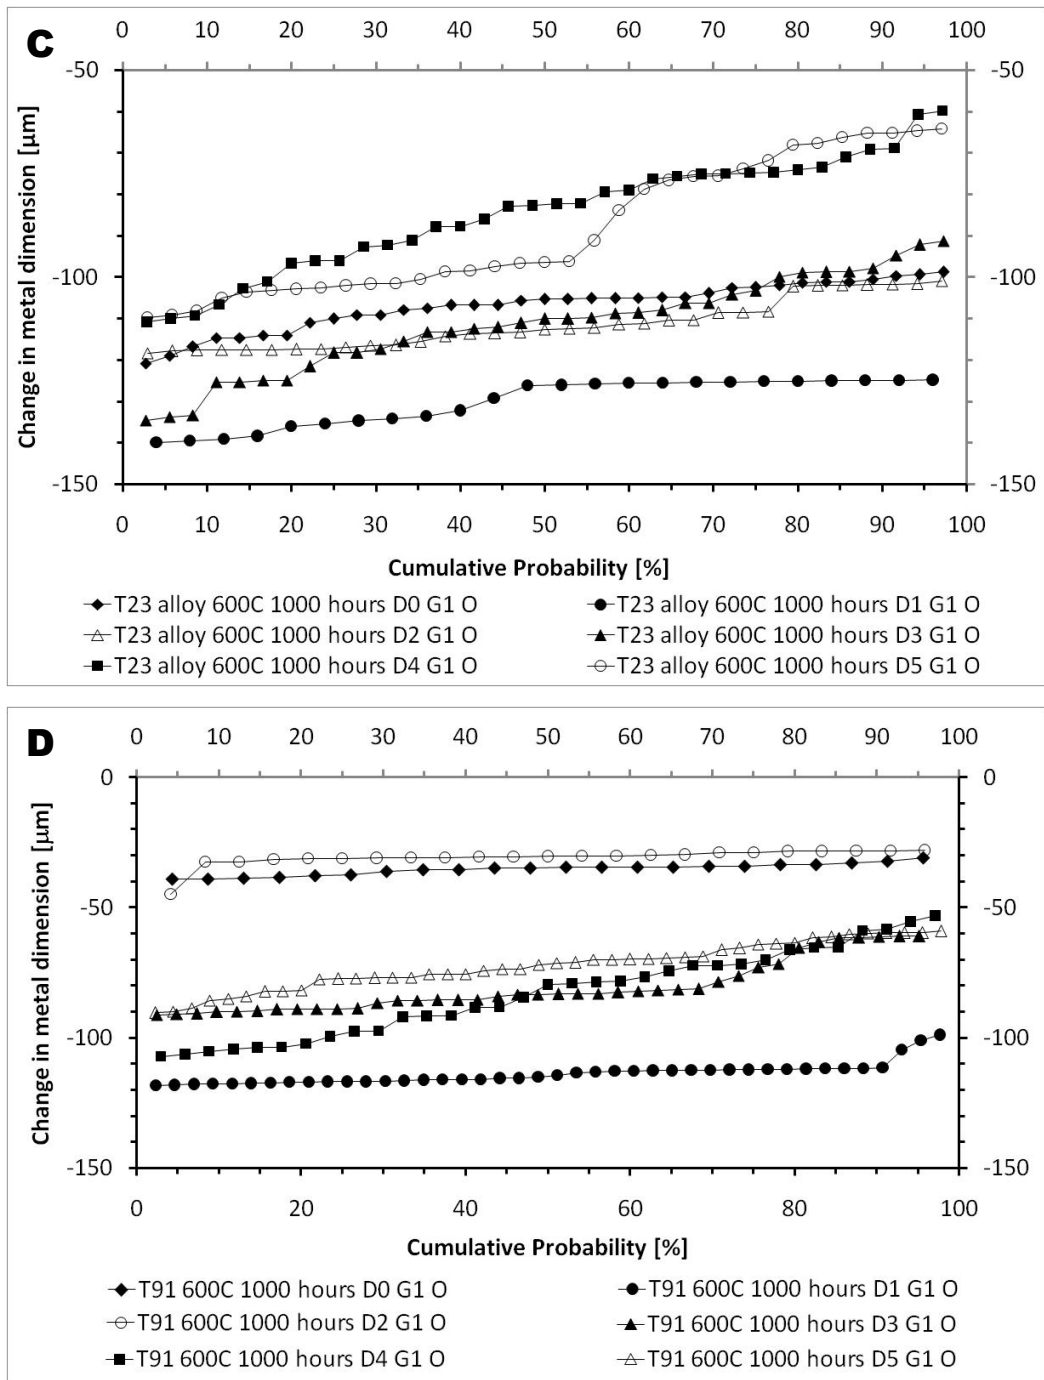 C
0 10 20 30 40 50 60 70 80 90 100
-50 -50
-100 -100
-150 -150
Change in metal dimension [µm]
0 10 20 30 40 50 60 70 80 90 100
Cumulative Probability [%]
T23 alloy 600C 1000 hours D0 G1 O T23 alloy 600C 1000 hours D1 G1 O
T23 alloy 600C 1000 hours D2 G1 O T23 alloy 600C 1000 hours D3 G1 O
T23 alloy 600C 1000 hours D4 G1 O T23 alloy 600C 1000 hours D5 G1 O
D
0 10 20 30 40 50 60 70 80 90 100
0 0
-50 -50
-100 -100
-150 -150
Change in metal dimension [µm]
0 20 40 60 80 100
Cumulative Probability [%]
T91 600C 1000 hours D0 G1 O T91 600C 1000 hours D1 G1 O
T91 600C 1000 hours D2 G1 O T91 600C 1000 hours D3 G1 O
T91 600C 1000 hours D4 G1 O T91 600C 1000 hours D5 G1 O